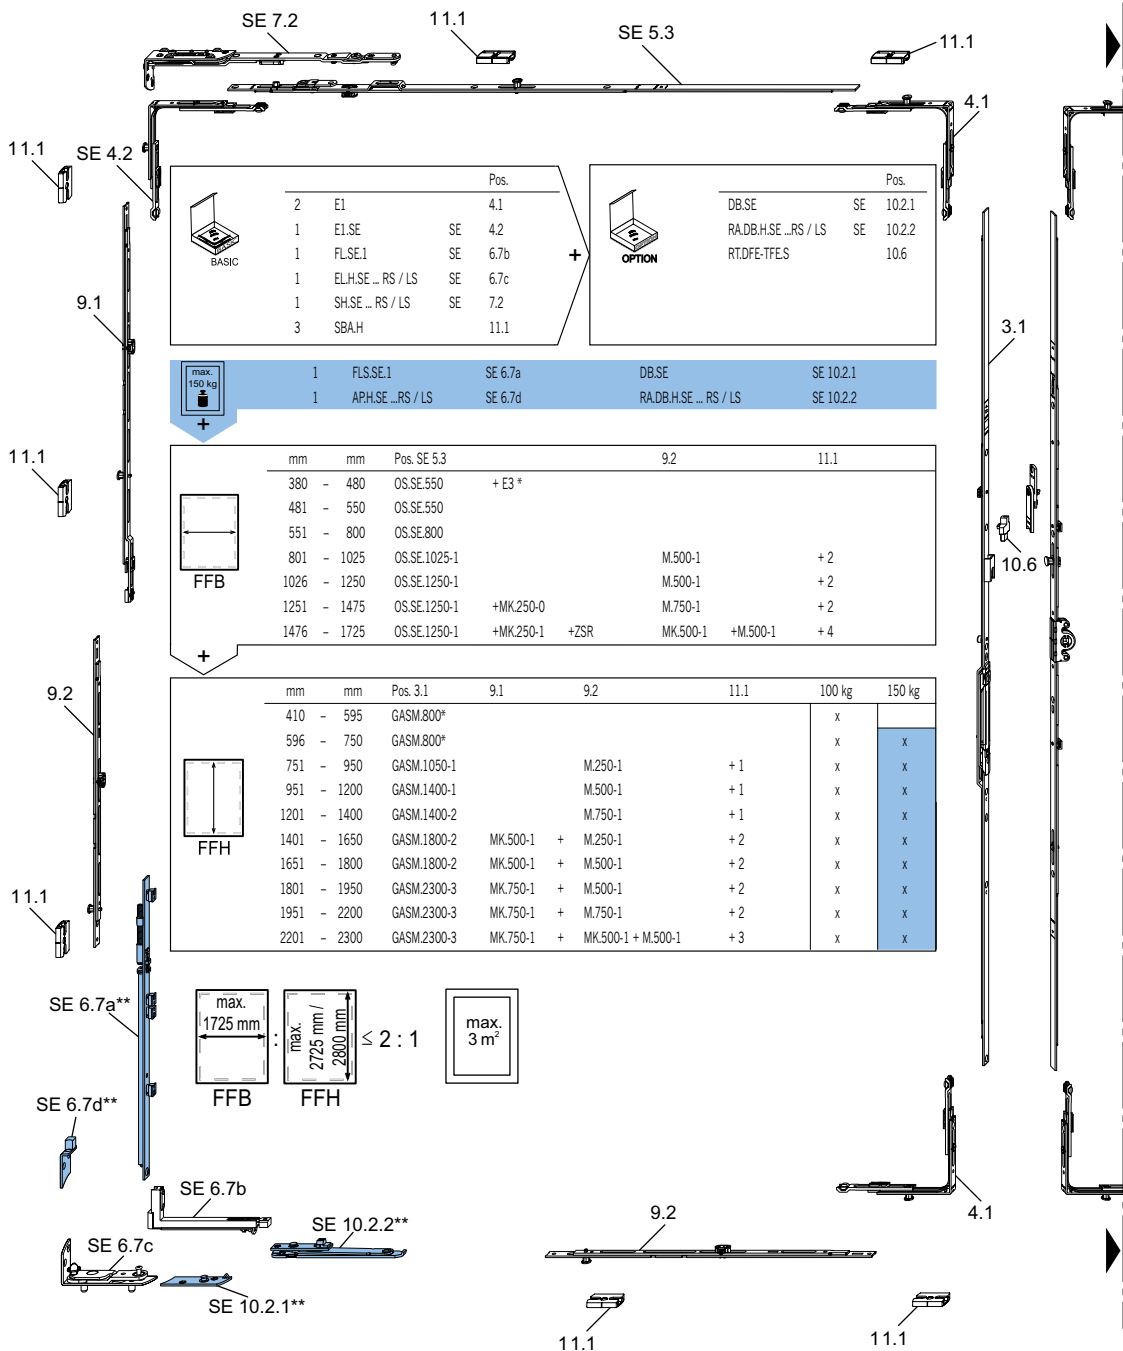 SE 7.2
11.1
SE 5.3
11.1
4.1
11.1
SE 4.2
Pos.
2 E1 4.1
1 E1.SE SE 4.2
1 FL.SE.1 SE 6.7b
1 EL.H.SE ... RS / LS SE 6.7c
1 SH.SE ... RS / LS SE 7.2
3 SBA.H 11.1
BASIC
+
Pos.
DB.SE SE 10.2.1
RA.DB.H.SE ...RS / LS SE 10.2.2
RT.DFE-TFE.S 10.6
OPTION
9.1
3.1
max.
150 kg
+
1 FLS.SE.1 SE 6.7a DB.SE SE 10.2.1
1 AP.H.SE ...RS / LS SE 6.7d RA.DB.H.SE ... RS / LS SE 10.2.2
11.1
mm mm Pos. SE 5.3 9.2 11.1
380 – 480 OS.SE.550 + E3 *
481 – 550 OS.SE.550
551 – 800 OS.SE.800
801 – 1025 OS.SE.1025-1 M.500-1 + 2
1026 – 1250 OS.SE.1250-1 M.500-1 + 2
1251 – 1475 OS.SE.1250-1 +MK.250-0 M.750-1 + 2
1476 – 1725 OS.SE.1250-1 +MK.250-1 +ZSR MK.500-1 +M.500-1 + 4
FFB
+
10.6
9.2
mm mm Pos. 3.1 9.1 9.2 11.1 100 kg 150 kg
410 – 595 GASM.800* x
596 – 750 GASM.800* x x
751 – 950 GASM.1050-1 M.250-1 + 1 x x
951 – 1200 GASM.1400-1 M.500-1 + 1 x x
1201 – 1400 GASM.1400-2 M.750-1 + 1 x x
1401 – 1650 GASM.1800-2 MK.500-1 + M.250-1 + 2 x x
1651 – 1800 GASM.1800-2 MK.500-1 + M.500-1 + 2 x x
1801 – 1950 GASM.2300-3 MK.750-1 + M.500-1 + 2 x x
1951 – 2200 GASM.2300-3 MK.750-1 + M.750-1 + 2 x x
2201 – 2300 GASM.2300-3 MK.750-1 + MK.500-1 + M.500-1 + 3 x x
FFH
11.1
SE 6.7a**
max.
1725 mm
FFB
:
max.
2725 mm /
2800 mm
FFH
≤ 2 : 1
max.
3 m²
SE 6.7d**
SE 6.7b
SE 10.2.2**
SE 6.7c
SE 10.2.1**
9.2
4.1
11.1
11.1